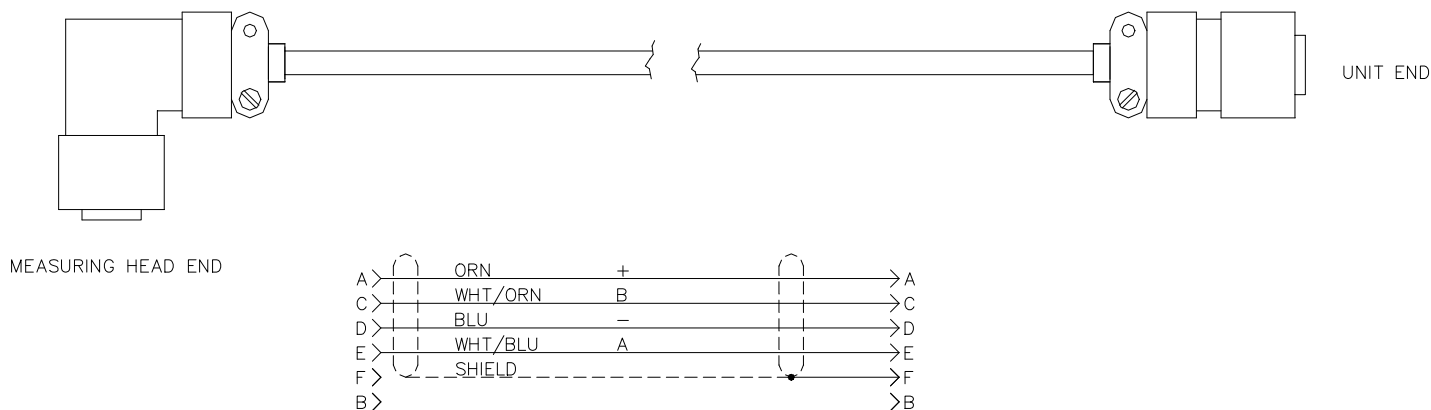 UNIT END
MEASURING HEAD END
A ORN + A
C WHT/ORN B C
D BLU - D
E WHT/BLU A E
F SHIELD F
B B